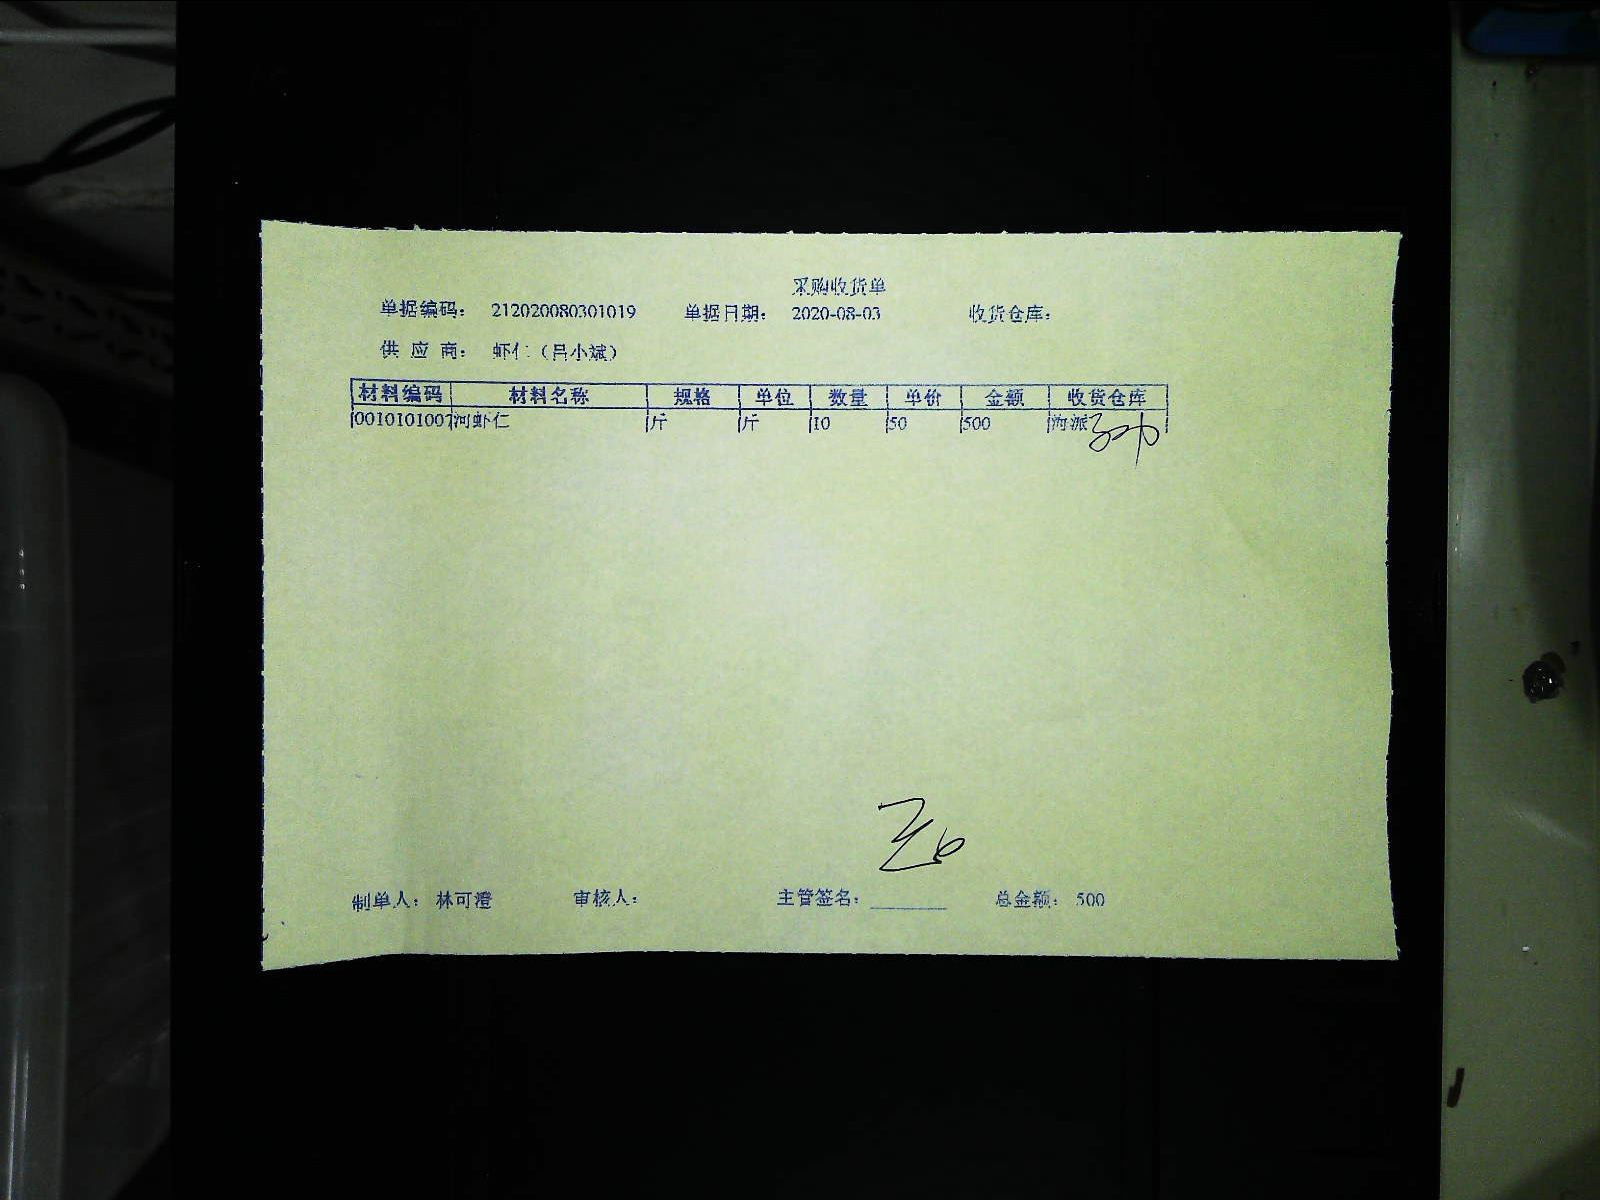 采购收货单
单据编码： 212020080301019 单据日期： 2020-08-03 收货仓库：
供 应 商： 虾仁（吕小斌）
材料编码 材料名称 规格 单位 数量 单价 金额 收货仓库
0010101007 河虾仁 斤 斤 10 50 500 海派
制单人： 林可澄 审核人： 主管签名： 总金额： 500